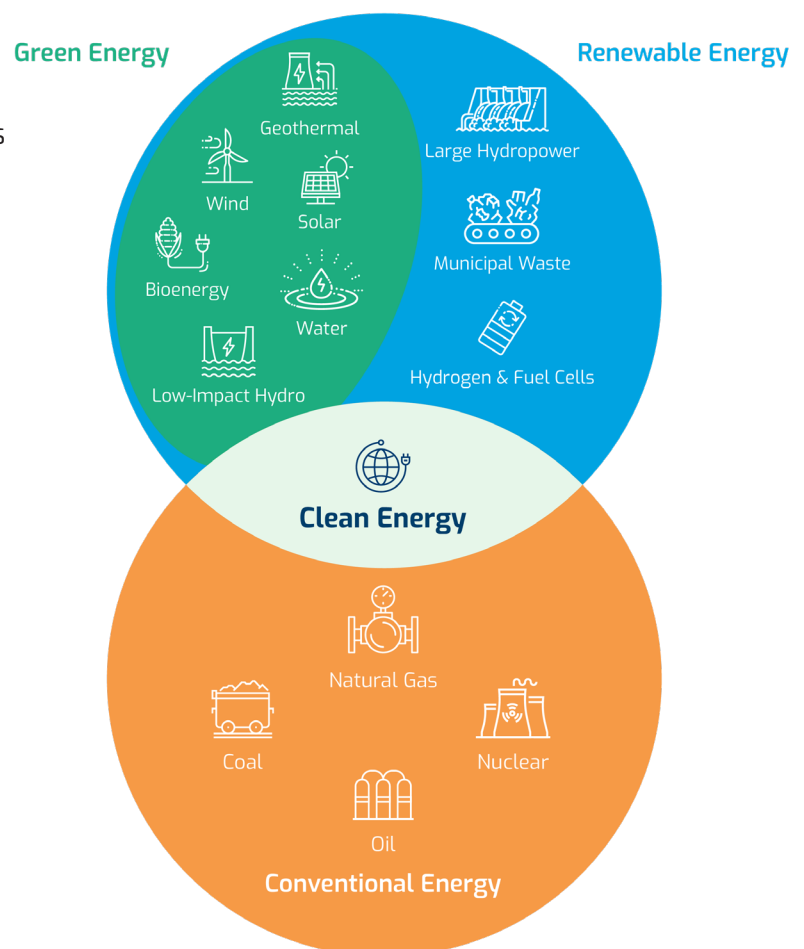 Green Energy
Renewable Energy
s
Geothermal
Large Hydropower
Wind
Solar
Municipal Waste
Bioenergy
Water
Hydrogen & Fuel Cells
Low-Impact Hydro
Clean Energy
Natural Gas
Coal
Nuclear
Oil
Conventional Energy